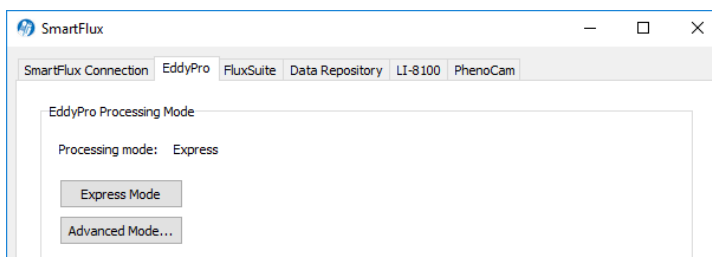 SmartFlux
SmartFlux Connection EddyPro FluxSuite Data Repository LI-8100 PhenoCam
EddyPro Processing Mode
Processing mode: Express
Express Mode
Advanced Mode...